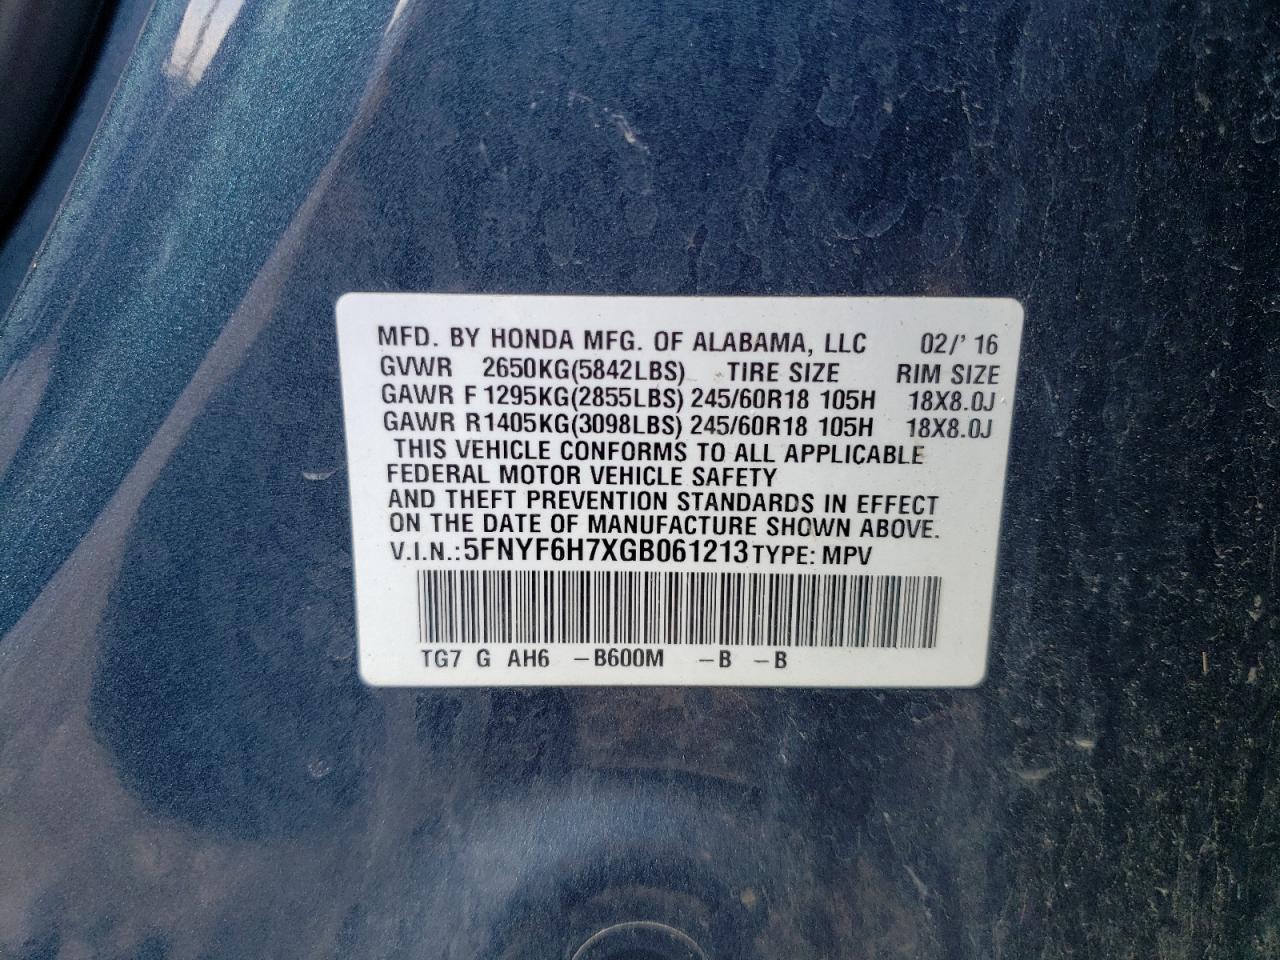 MFD. BY HONDA MFG. OF ALABAMA, LLC 02/' 16
GVWR 2650KG(5842LBS) TIRE SIZE RIM SIZE
GAWR F 1295KG(2855LBS) 245/60R18 105H 18X8.0J
GAWR R 1405KG(3098LBS) 245/60R18 105H 18X8.0J
THIS VEHICLE CONFORMS TO ALL APPLICABLE
FEDERAL MOTOR VEHICLE SAFETY
AND THEFT PREVENTION STANDARDS IN EFFECT
ON THE DATE OF MANUFACTURE SHOWN ABOVE.
V.I.N.: 5FNYF6H7XGB061213 TYPE: MPV
TG7 G AH6 -B600M -B -B